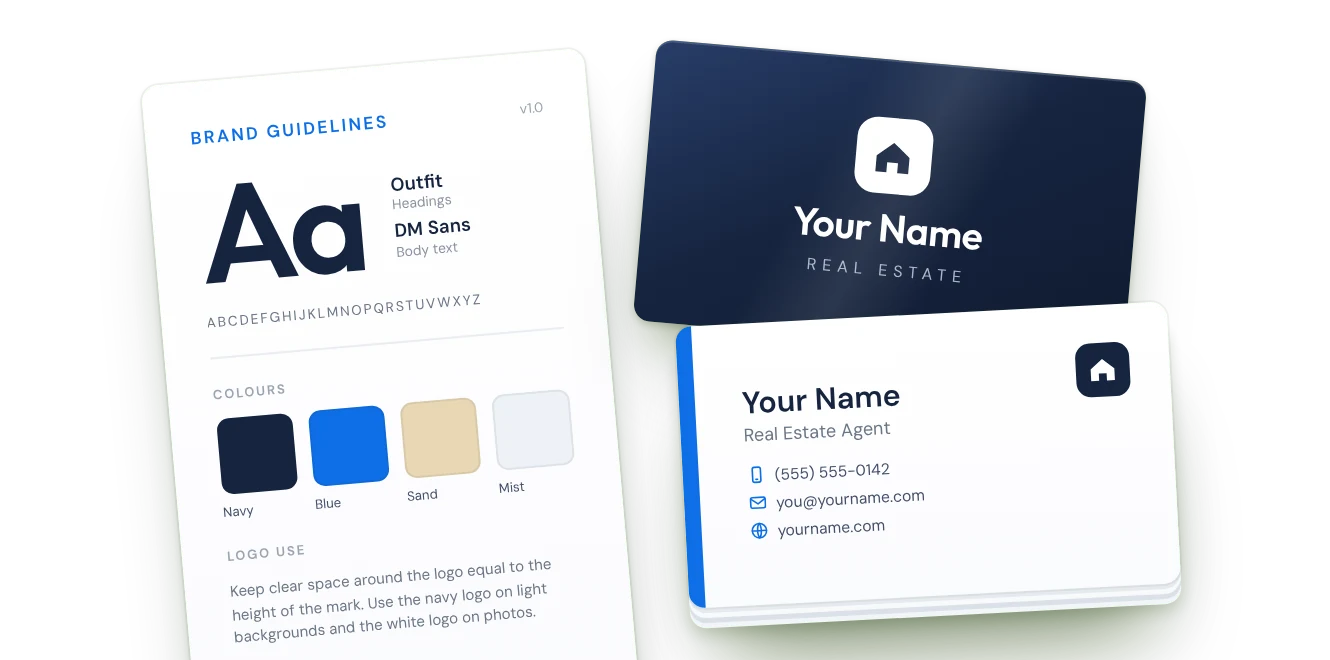 BRAND GUIDELINES
v1.0
Aa
Outfit
Headings
DM Sans
Body text
ABCDEFGHIJKLMNOPQRSTUVWXYZ
COLOURS
Navy
Blue
Sand
Mist
LOGO USE
Keep clear space around the logo equal to the
height of the mark. Use the navy logo on light
backgrounds and the white logo on photos.
Your Name
REAL ESTATE
Your Name
Real Estate Agent
(555) 555-0142
you@yourname.com
yourname.com